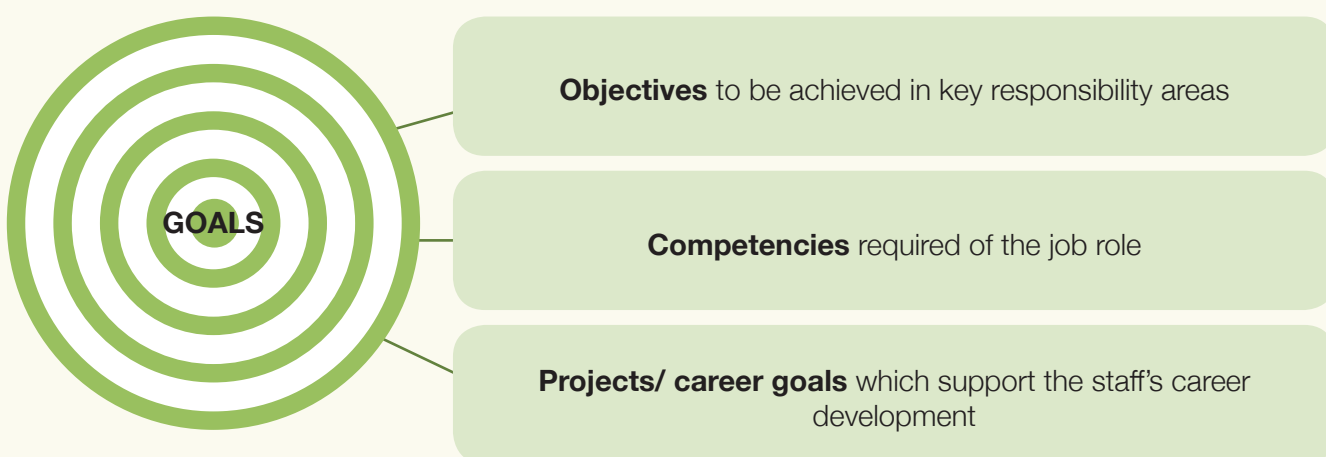 GOALS
Objectives to be achieved in key responsibility areas
Competencies required of the job role
Projects/ career goals which support the staff’s career
development